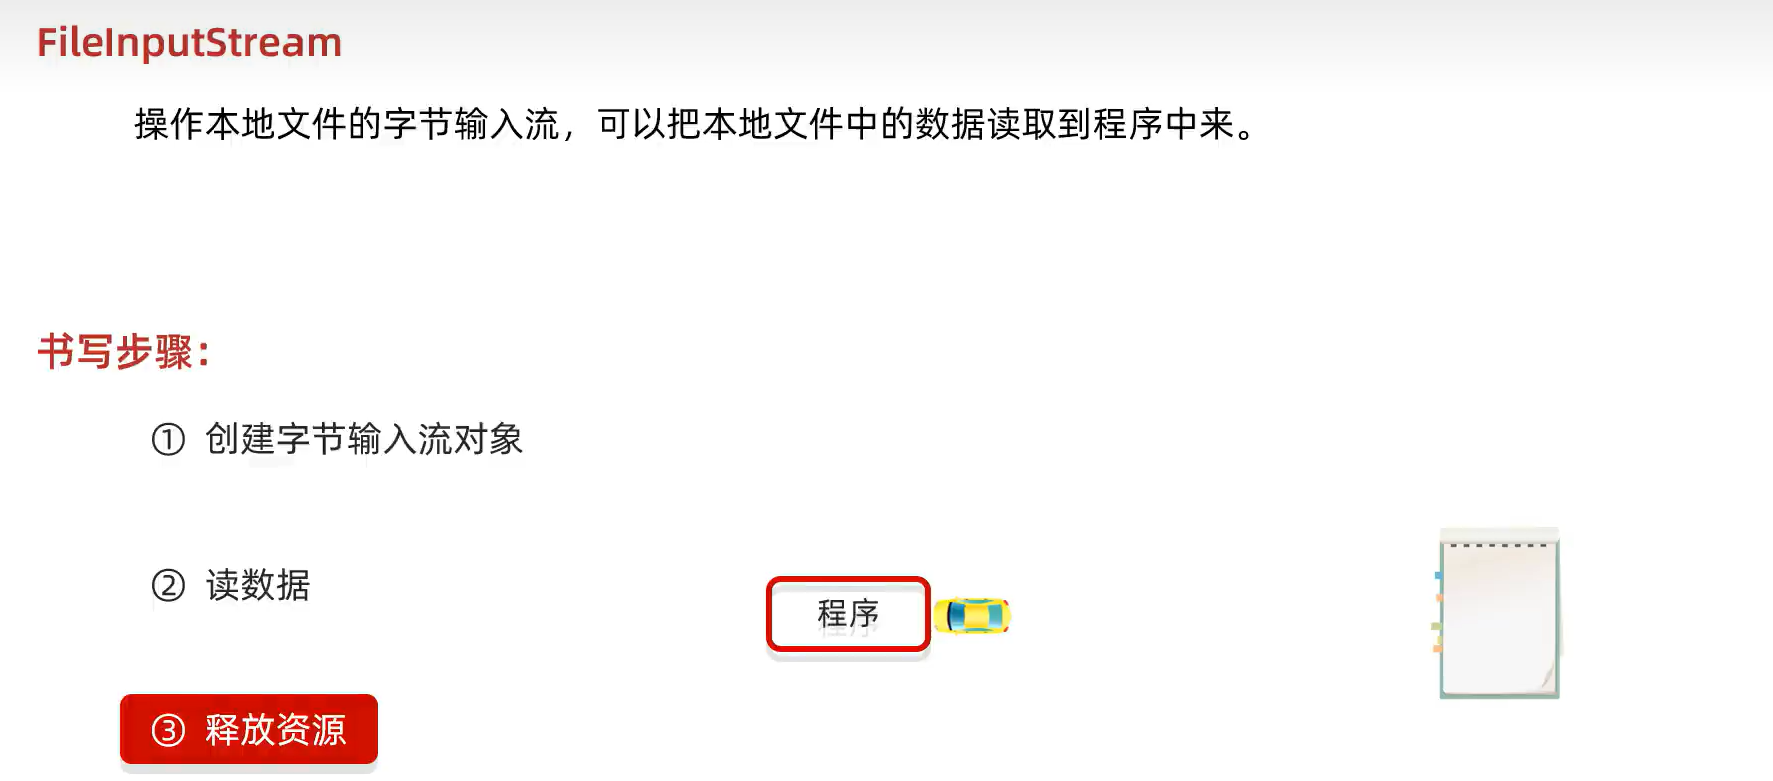 FileInputStream
操作本地文件的字节输入流，可以把本地文件中的数据读取到程序中来。
书写步骤：
① 创建字节输入流对象
② 读数据
程序
③ 释放资源